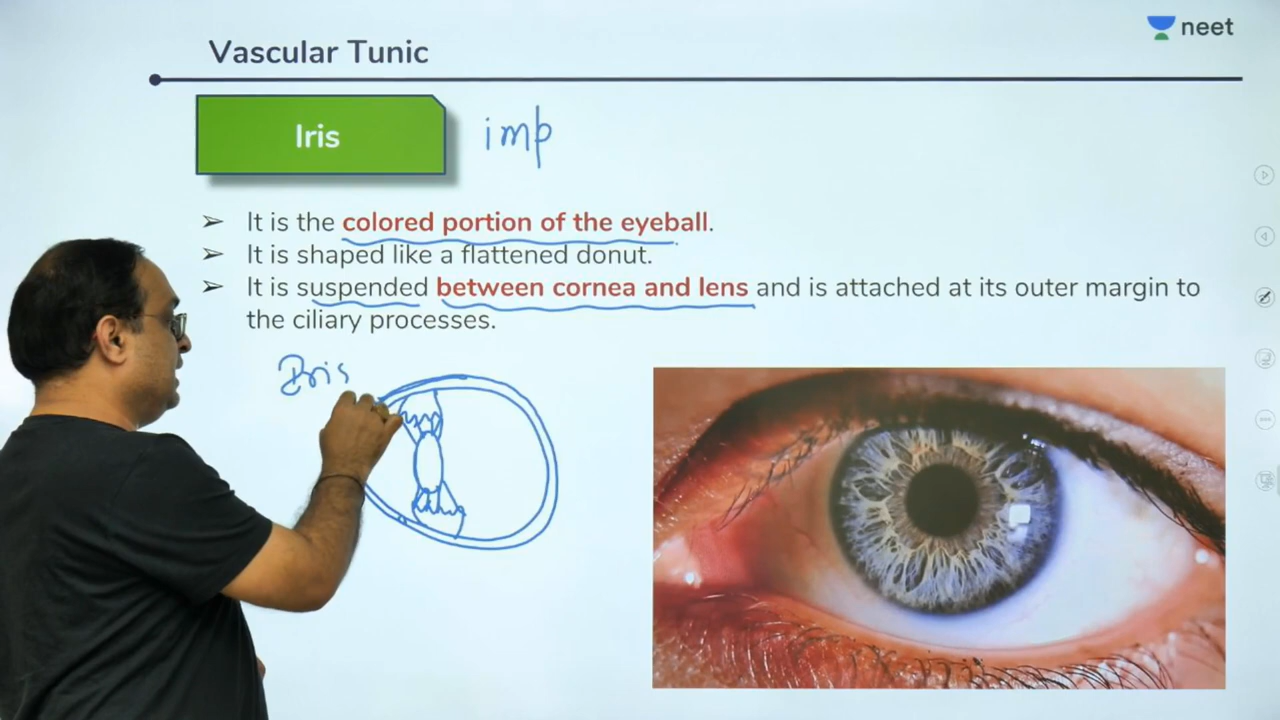 neet
Vascular Tunic
Iris imp
➢ It is the colored portion of the eyeball.
➢ It is shaped like a flattened donut.
➢ It is suspended between cornea and lens and is attached at its outer margin to
the ciliary processes.
Iris